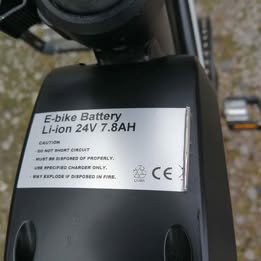 E-bike Battery
Li-ion 24V 7.8AH
CAUTION
- DO NOT SHORT CIRCUIT
- MUST BE DISPOSED OF PROPERLY.
- USE SPECIFIED CHARGER ONLY.
- MAY EXPLODE IF DISPOSED IN FIRE.
CE